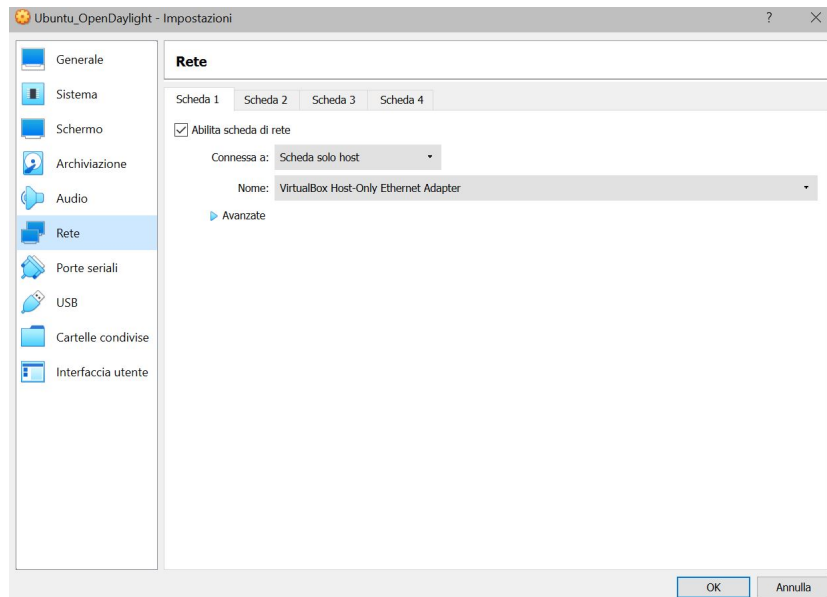 Ubuntu_OpenDaylight - Impostazioni ?
Generale
Sistema
Schermo
Archiviazione
Audio
Rete
Porte seriali
USB
Cartelle condivise
Interfaccia utente
Rete
Scheda 1 Scheda 2 Scheda 3 Scheda 4
Abilita scheda di rete
Connessa a: Scheda solo host
Nome: VirtualBox Host-Only Ethernet Adapter
Avanzate
OK Annulla